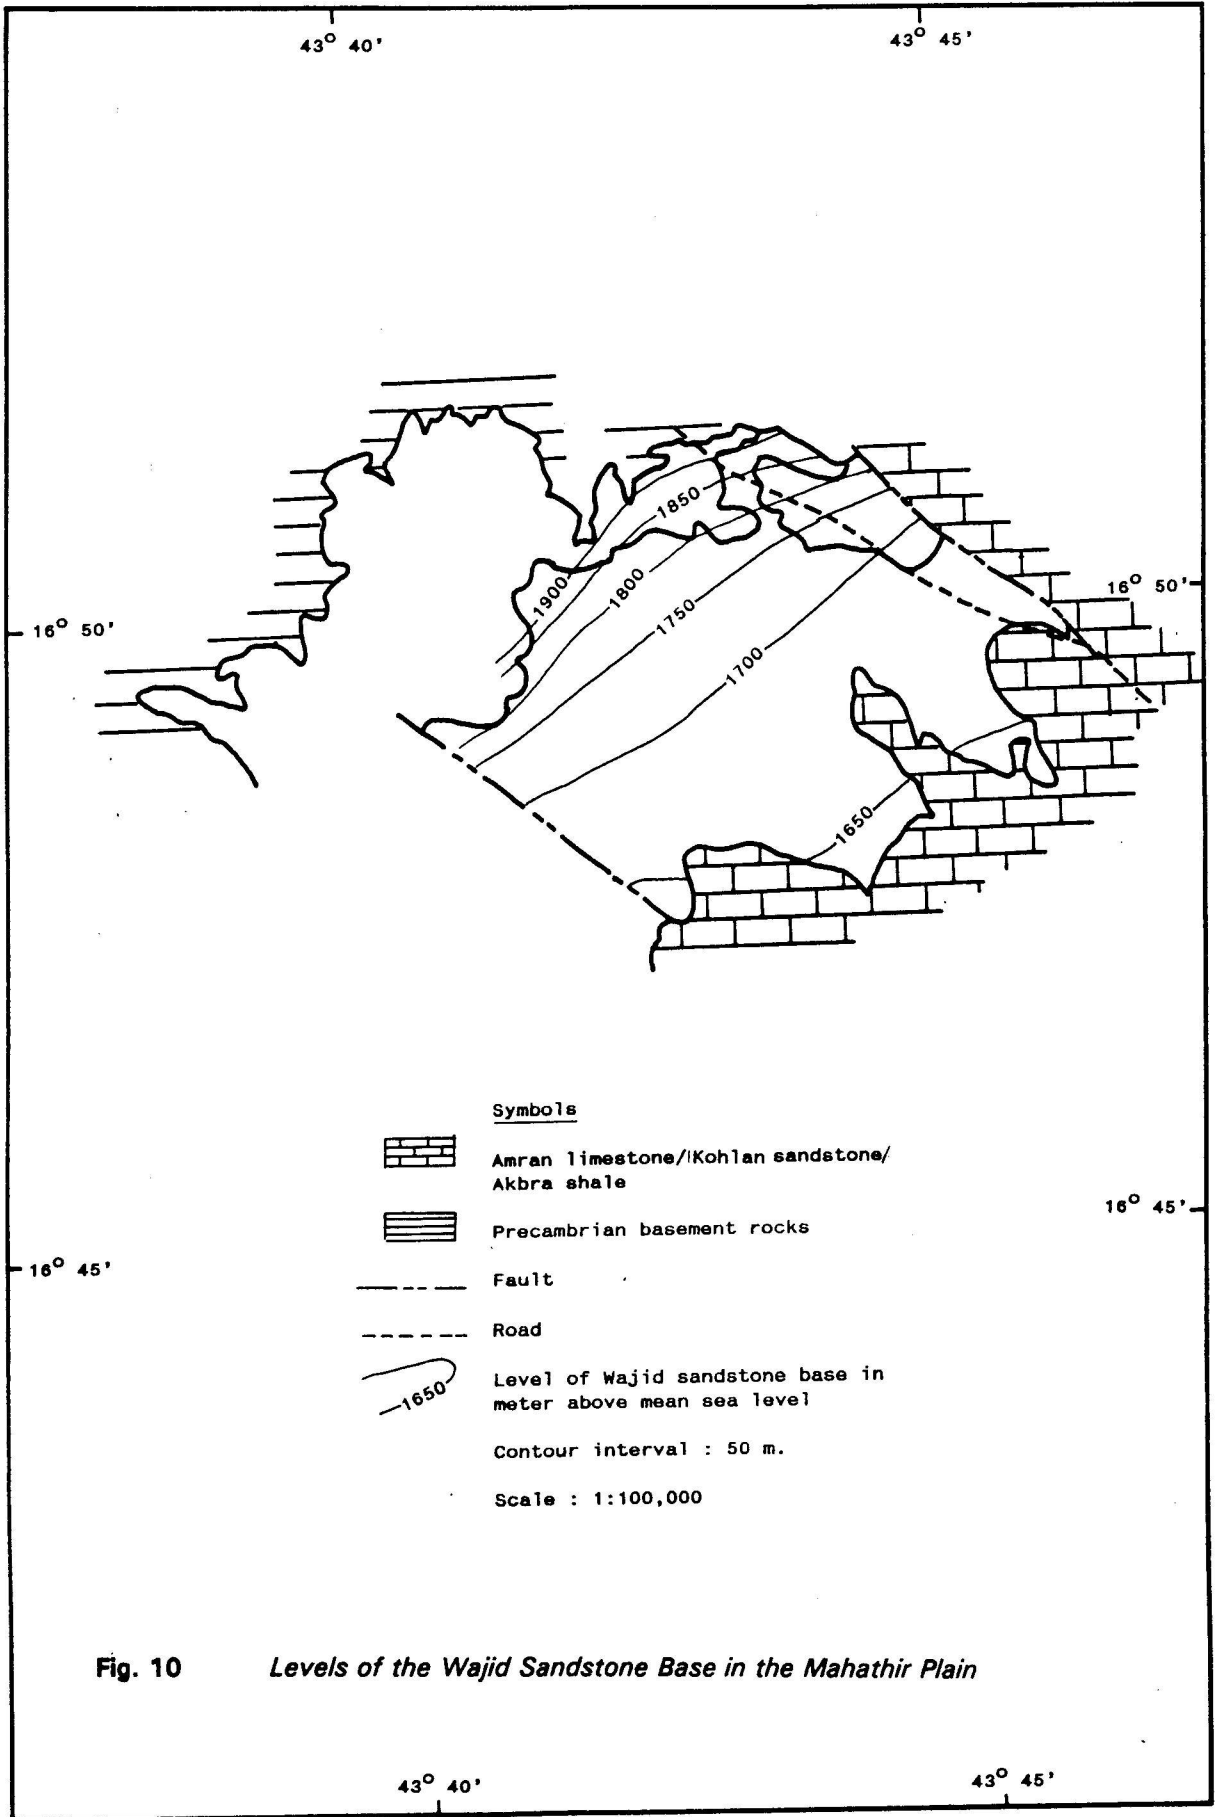 43° 40'
43° 45'
1850
1900
1800
1750
1700
1650
16° 50'
16° 50'
Symbols
Amran limestone/Kohlan sandstone/
Akbra shale
Precambrian basement rocks
Fault
Road
1650
Level of Wajid sandstone base in
meter above mean sea level
Contour interval : 50 m.
Scale : 1:100,000
16° 45'
16° 45'
Fig. 10 Levels of the Wajid Sandstone Base in the Mahathir Plain
43° 40'
43° 45'